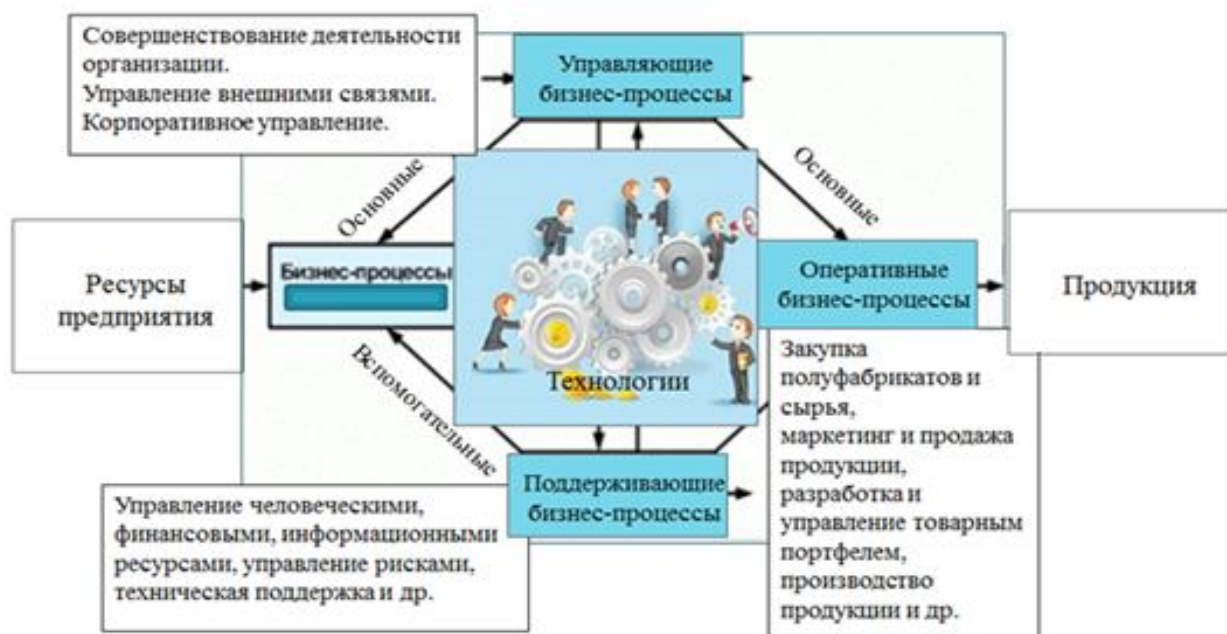 Совершенствование деятельности
организации.
Управление внешними связями.
Корпоративное управление.
Управляющие
бизнес-процессы
Основные
Основные
Ресурсы
предприятия
Бизнес-процессы
Технологии
Оперативные
бизнес-процессы
Продукция
Вспомогательные
Закупка
полуфабрикатов и
сырья,
маркетинг и продажа
продукции,
разработка и
управление товарным
портфелем,
производство
продукции и др.
Поддерживающие
бизнес-процессы
Управление человеческими,
финансовыми, информационными
ресурсами, управление рисками,
техническая поддержка и др.